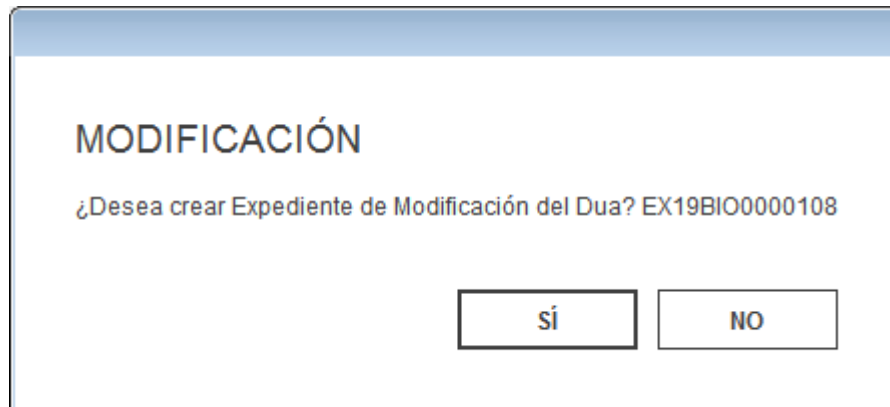 MODIFICACIÓN
¿Desea crear Expediente de Modificación del Dua? EX19BIO0000108
SÍ NO